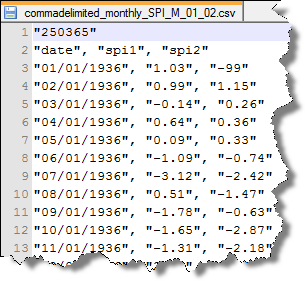 commadelimited_monthly_SPI_M_01_02.csv
1 "250365"
2 "date", "spi1", "spi2"
3 "01/01/1936", "1.03", "-99"
4 "02/01/1936", "0.99", "1.15"
5 "03/01/1936", "-0.14", "0.26"
6 "04/01/1936", "0.64", "0.36"
7 "05/01/1936", "0.09", "0.33"
8 "06/01/1936", "-1.09", "-0.74"
9 "07/01/1936", "-3.12", "-2.42"
10 "08/01/1936", "0.51", "-1.47"
11 "09/01/1936", "-1.78", "-0.63"
12 "10/01/1936", "-1.65", "-2.87"
13 "11/01/1936", "-1.31", "-2.18"